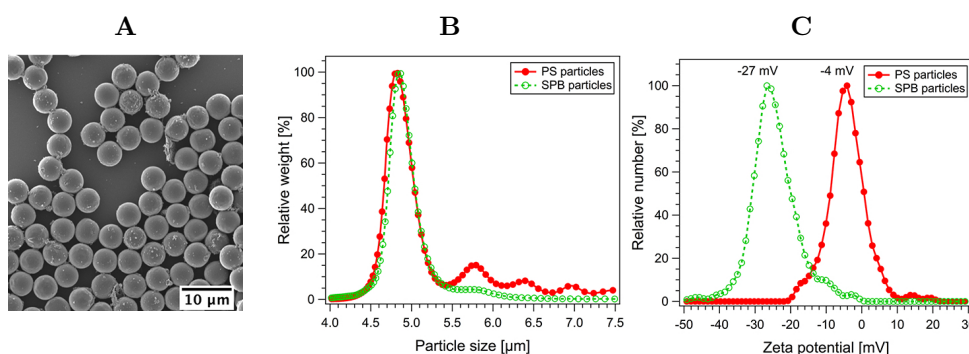 A
B
C
10 µm
Relative weight [%]
100
80
60
40
20
0
PS particles
SPB particles
4.0 4.5 5.0 5.5 6.0 6.5 7.0 7.5
Particle size [µm]
Relative number [%]
100
80
60
40
20
0
-27 mV -4 mV
PS particles
SPB particles
-50 -40 -30 -20 -10 0 10 20 30
Zeta potential [mV]